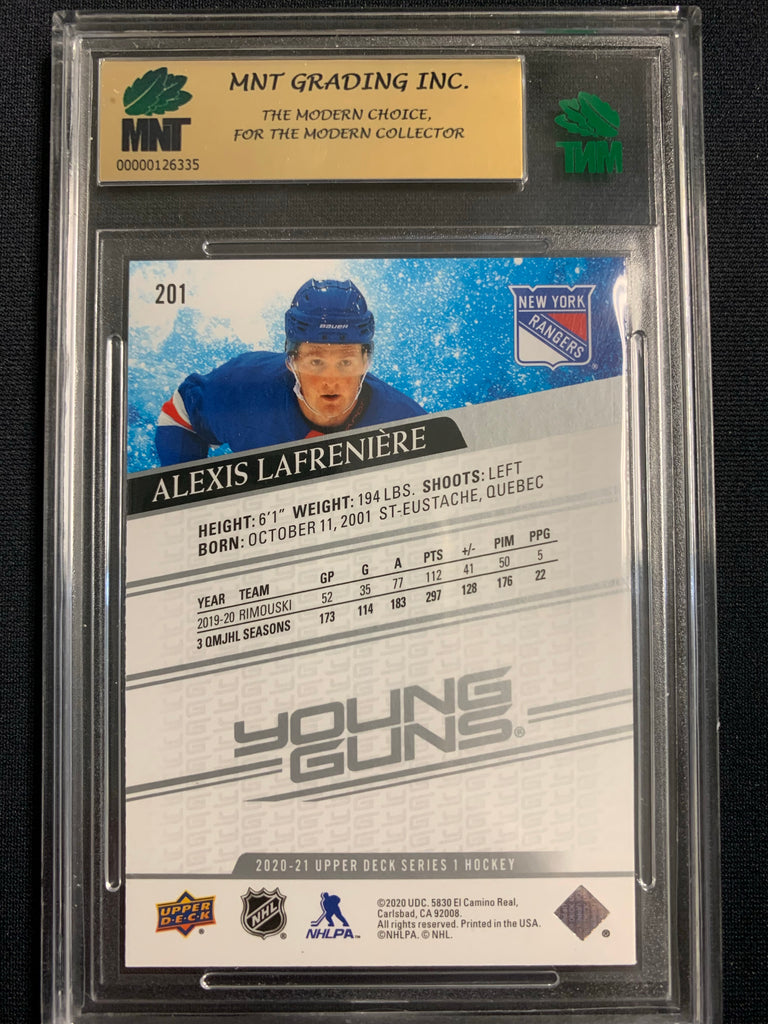 MNT GRADING INC.
THE MODERN CHOICE,
FOR THE MODERN COLLECTOR
MNT
00000126335
MNT
201
BAUER
NEW YORK
RANGERS
®
ALEXIS LAFRENIÈRE
HEIGHT: 6'1" WEIGHT: 194 LBS. SHOOTS: LEFT
BORN: OCTOBER 11, 2001 ST-EUSTACHE, QUEBEC
YEAR TEAM GP G A PTS +/- PIM PPG
2019-20 RIMOUSKI 52 35 77 112 41 50 5
3 QMJHL SEASONS 173 114 183 297 128 176 22
YOUNG
GUNS®
2020-21 UPPER DECK SERIES 1 HOCKEY
UPPER
DECK®
NHL®
NHLPA™
©2020 UDC. 5830 El Camino Real,
Carlsbad, CA 92008.
All rights reserved. Printed in the USA.
©NHLPA. © NHL.
®